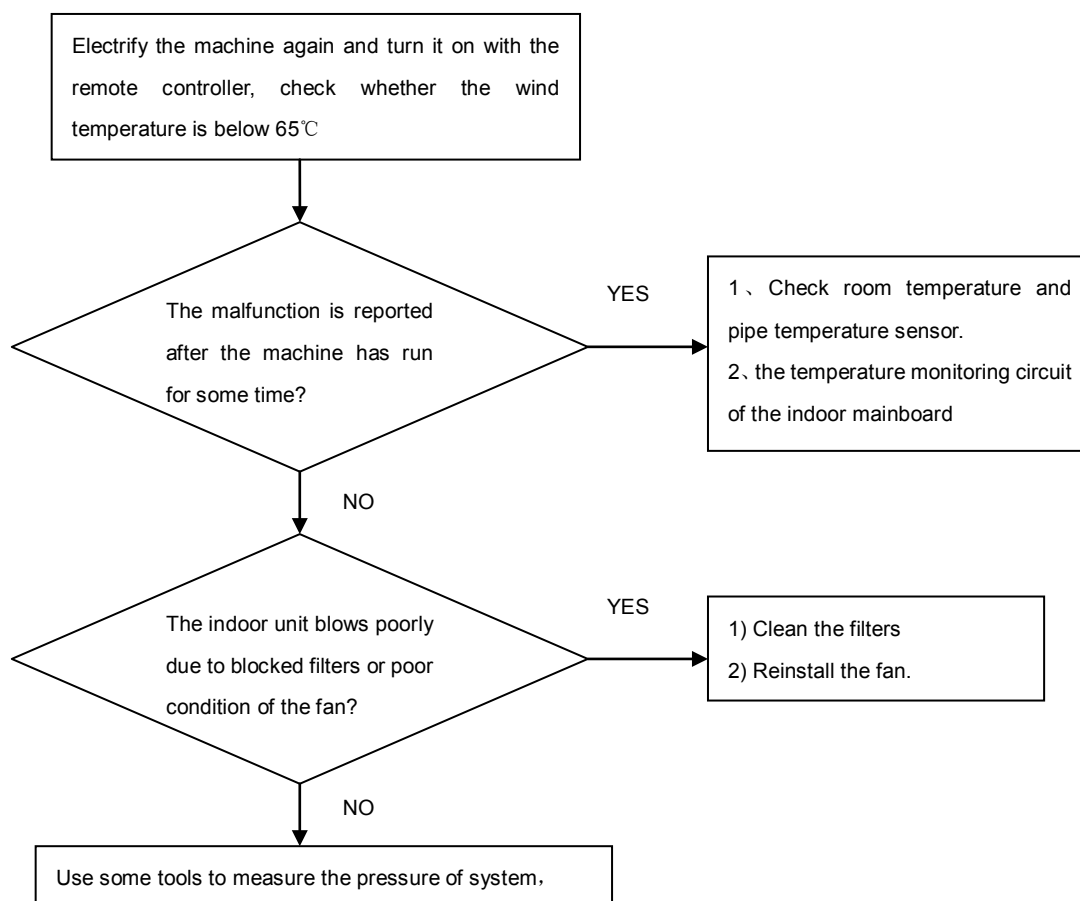 Electrify the machine again and turn it on with the
remote controller, check whether the wind
temperature is below 65℃
The malfunction is reported
after the machine has run
for some time?
YES
1、Check room temperature and
pipe temperature sensor.
2、the temperature monitoring circuit
of the indoor mainboard
NO
The indoor unit blows poorly
due to blocked filters or poor
condition of the fan?
YES
1) Clean the filters
2) Reinstall the fan.
NO
Use some tools to measure the pressure of system，